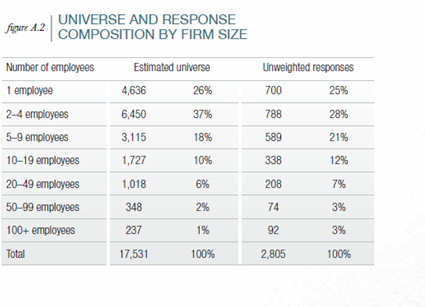 figure A.2
UNIVERSE AND RESPONSE
COMPOSITION BY FIRM SIZE
Number of employees Estimated universe Unweighted responses
1 employee 4,636 26% 700 25%
2–4 employees 6,450 37% 788 28%
5–9 employees 3,115 18% 589 21%
10–19 employees 1,727 10% 338 12%
20–49 employees 1,018 6% 208 7%
50–99 employees 348 2% 74 3%
100+ employees 237 1% 92 3%
Total 17,531 100% 2,805 100%